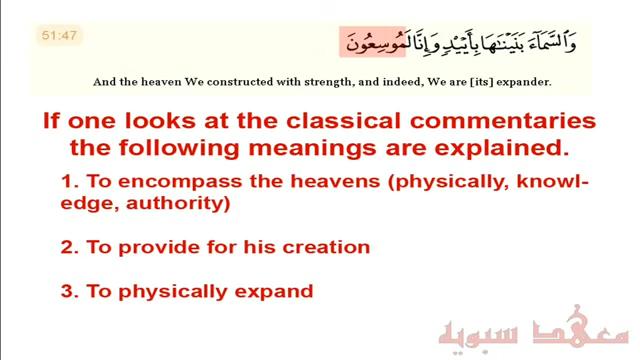 51:47
وَٱلسَّمَآءَ بَنَيْنَـٰهَا بِأَيْي۟دٍ وَإِنَّا لَمُوسِعُونَ
And the heaven We constructed with strength, and indeed, We are [its] expander.
If one looks at the classical commentaries
the following meanings are explained.
1. To encompass the heavens (physically, knowl-
edge, authority)
2. To provide for his creation
3. To physically expand
معهد سبويه